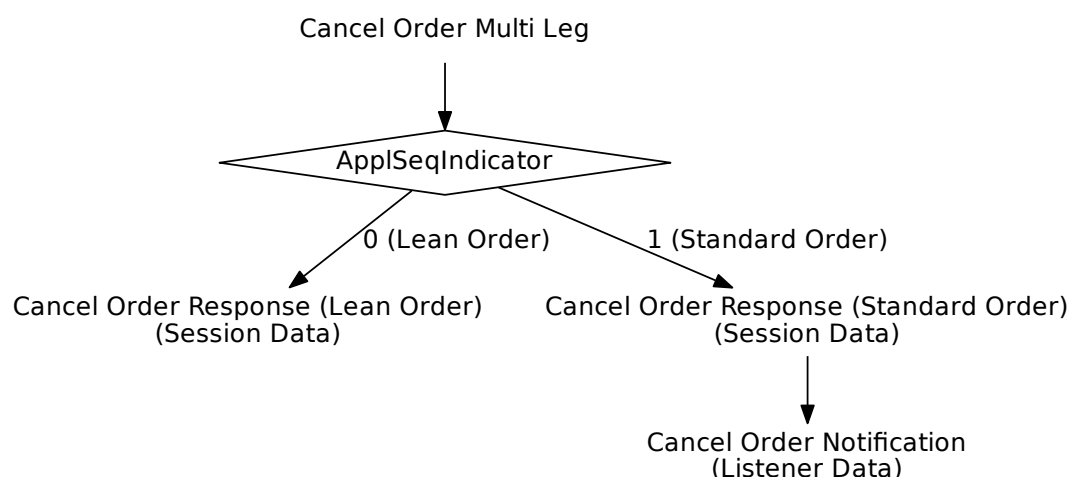 Cancel Order Multi Leg
ApplSeqIndicator
0 (Lean Order)
1 (Standard Order)
Cancel Order Response (Lean Order)
(Session Data)
Cancel Order Response (Standard Order)
(Session Data)
Cancel Order Notification
(Listener Data)